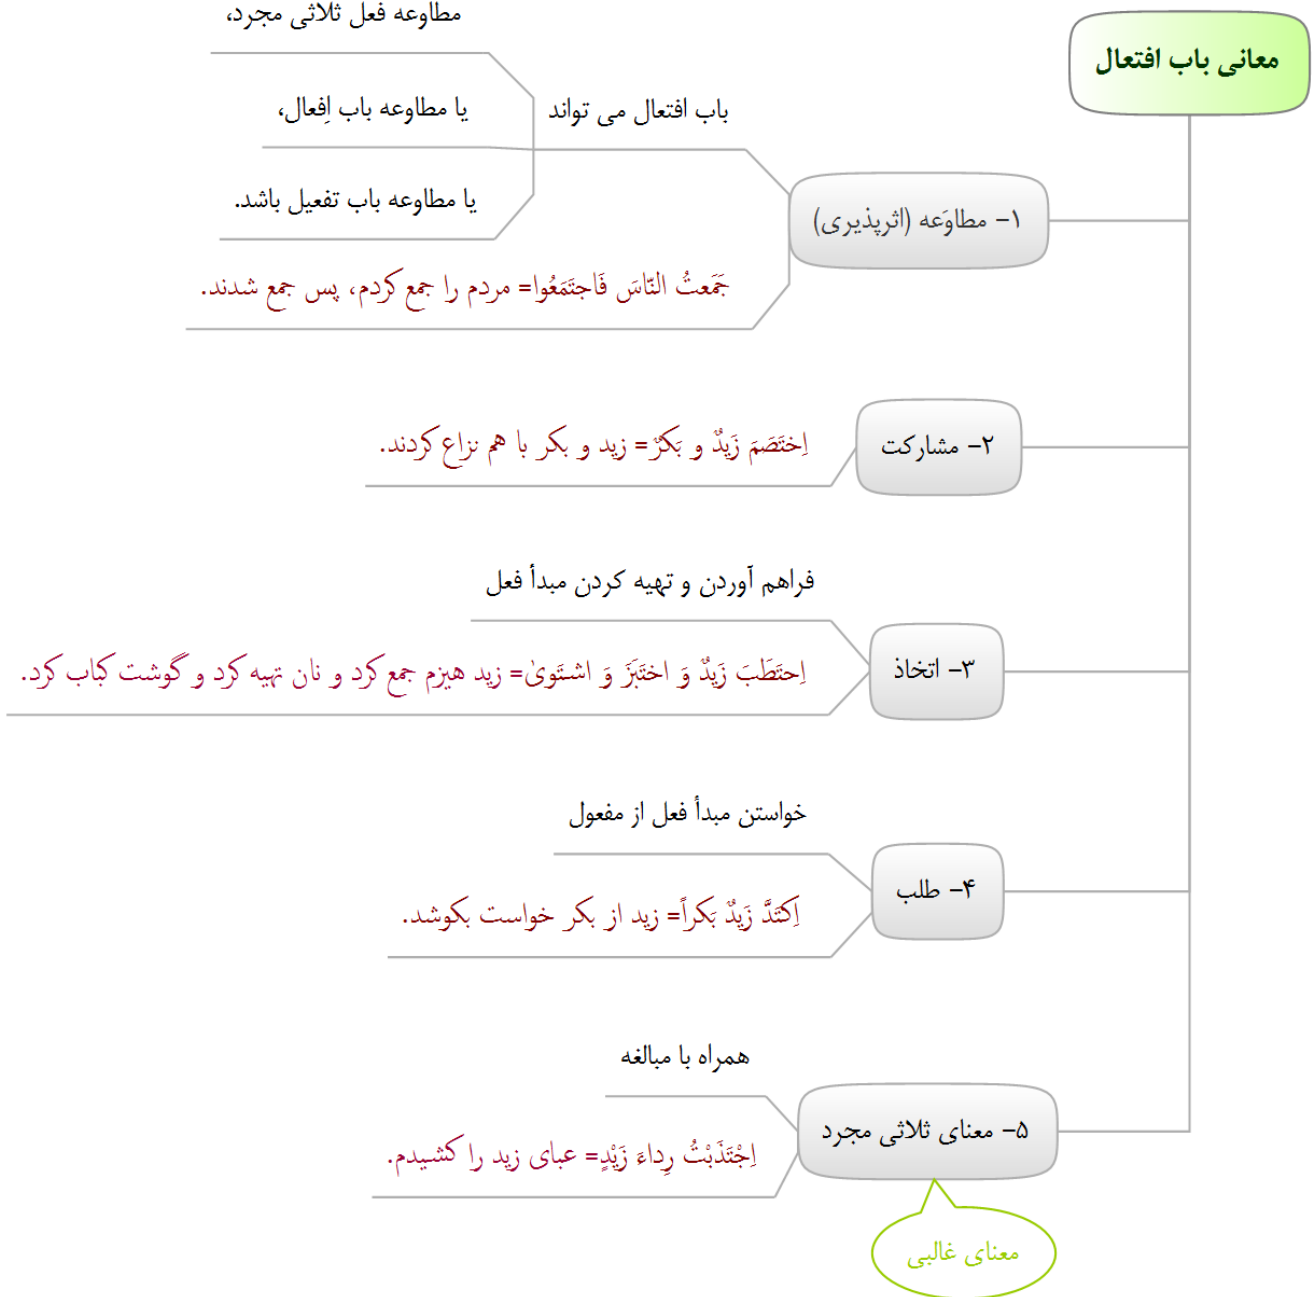 معانی باب افتعال
۱- مطاوَعه (اثرپذیری)
باب افتعال می تواند
مطاوعه فعل ثلاثی مجرد،
یا مطاوعه باب اِفعال،
یا مطاوعه باب تفعیل باشد.
جَمَعتُ النّاسَ فَاجتَمَعُوا= مردم را جمع کردم، پس جمع شدند.
۲- مشارکت
اِختَصَمَ زَیدٌ و بَکرٌ= زید و بکر با هم نزاع کردند.
۳- اتخاذ
فراهم آوردن و تهیه کردن مبدأ فعل
اِحتَطَبَ زَیدٌ وَ اختَبَزَ وَ اشتَویٰ= زید هیزم جمع کرد و نان تهیه کرد و گوشت کباب کرد.
۴- طلب
خواستن مبدأ فعل از مفعول
اِکتَدَّ زَیدٌ بَکراً= زید از بکر خواست بکوشد.
۵- معنای ثلاثی مجرد
همراه با مبالغه
اِجْتَذَبْتُ رِداءَ زَیْدٍ= عبای زید را کشیدم.
معنای غالبی